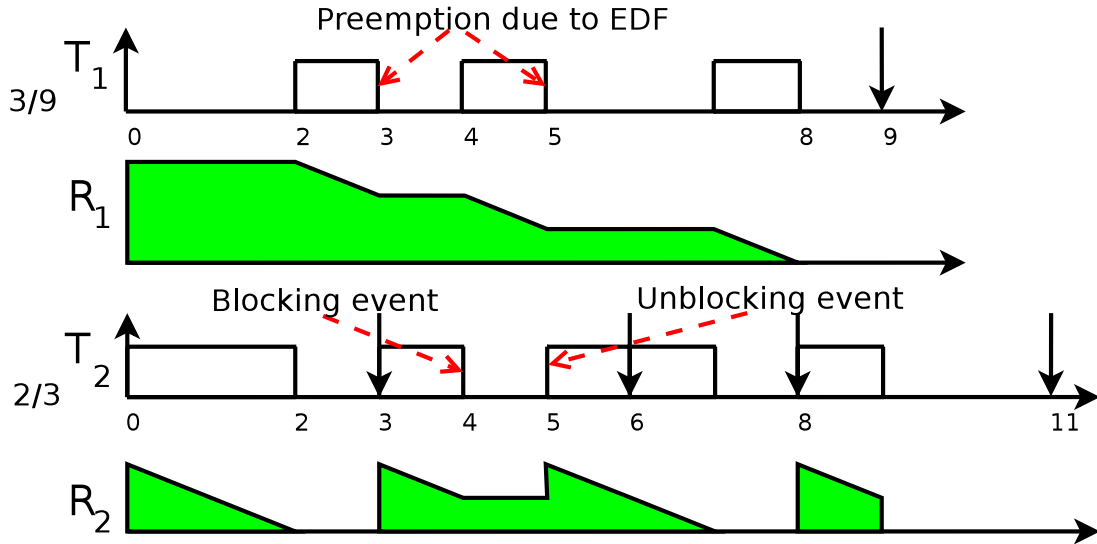 Preemption due to EDF
T1
3/9
0 2 3 4 5 8 9
R1
Blocking event Unblocking event
T2
2/3
0 2 3 4 5 6 8 11
R2